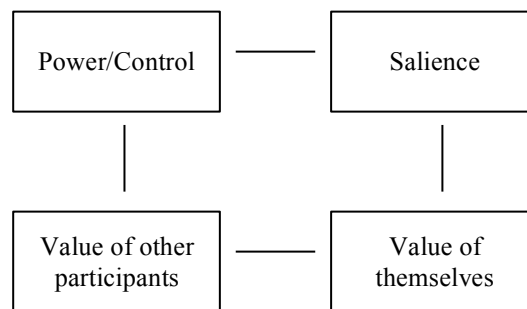 Power/Control
Salience
Value of other
participants
Value of
themselves